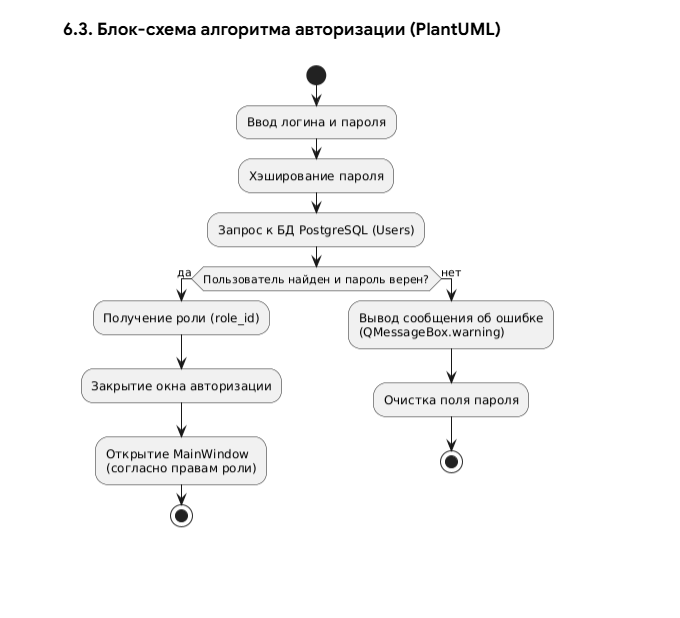 6.3. Блок-схема алгоритма авторизации (PlantUML)
Ввод логина и пароля
Хэширование пароля
Запрос к БД PostgreSQL (Users)
да
Пользователь найден и пароль верен?
нет
Получение роли (role_id)
Закрытие окна авторизации
Открытие MainWindow
(согласно правам роли)
Вывод сообщения об ошибке
(QMessageBox.warning)
Очистка поля пароля